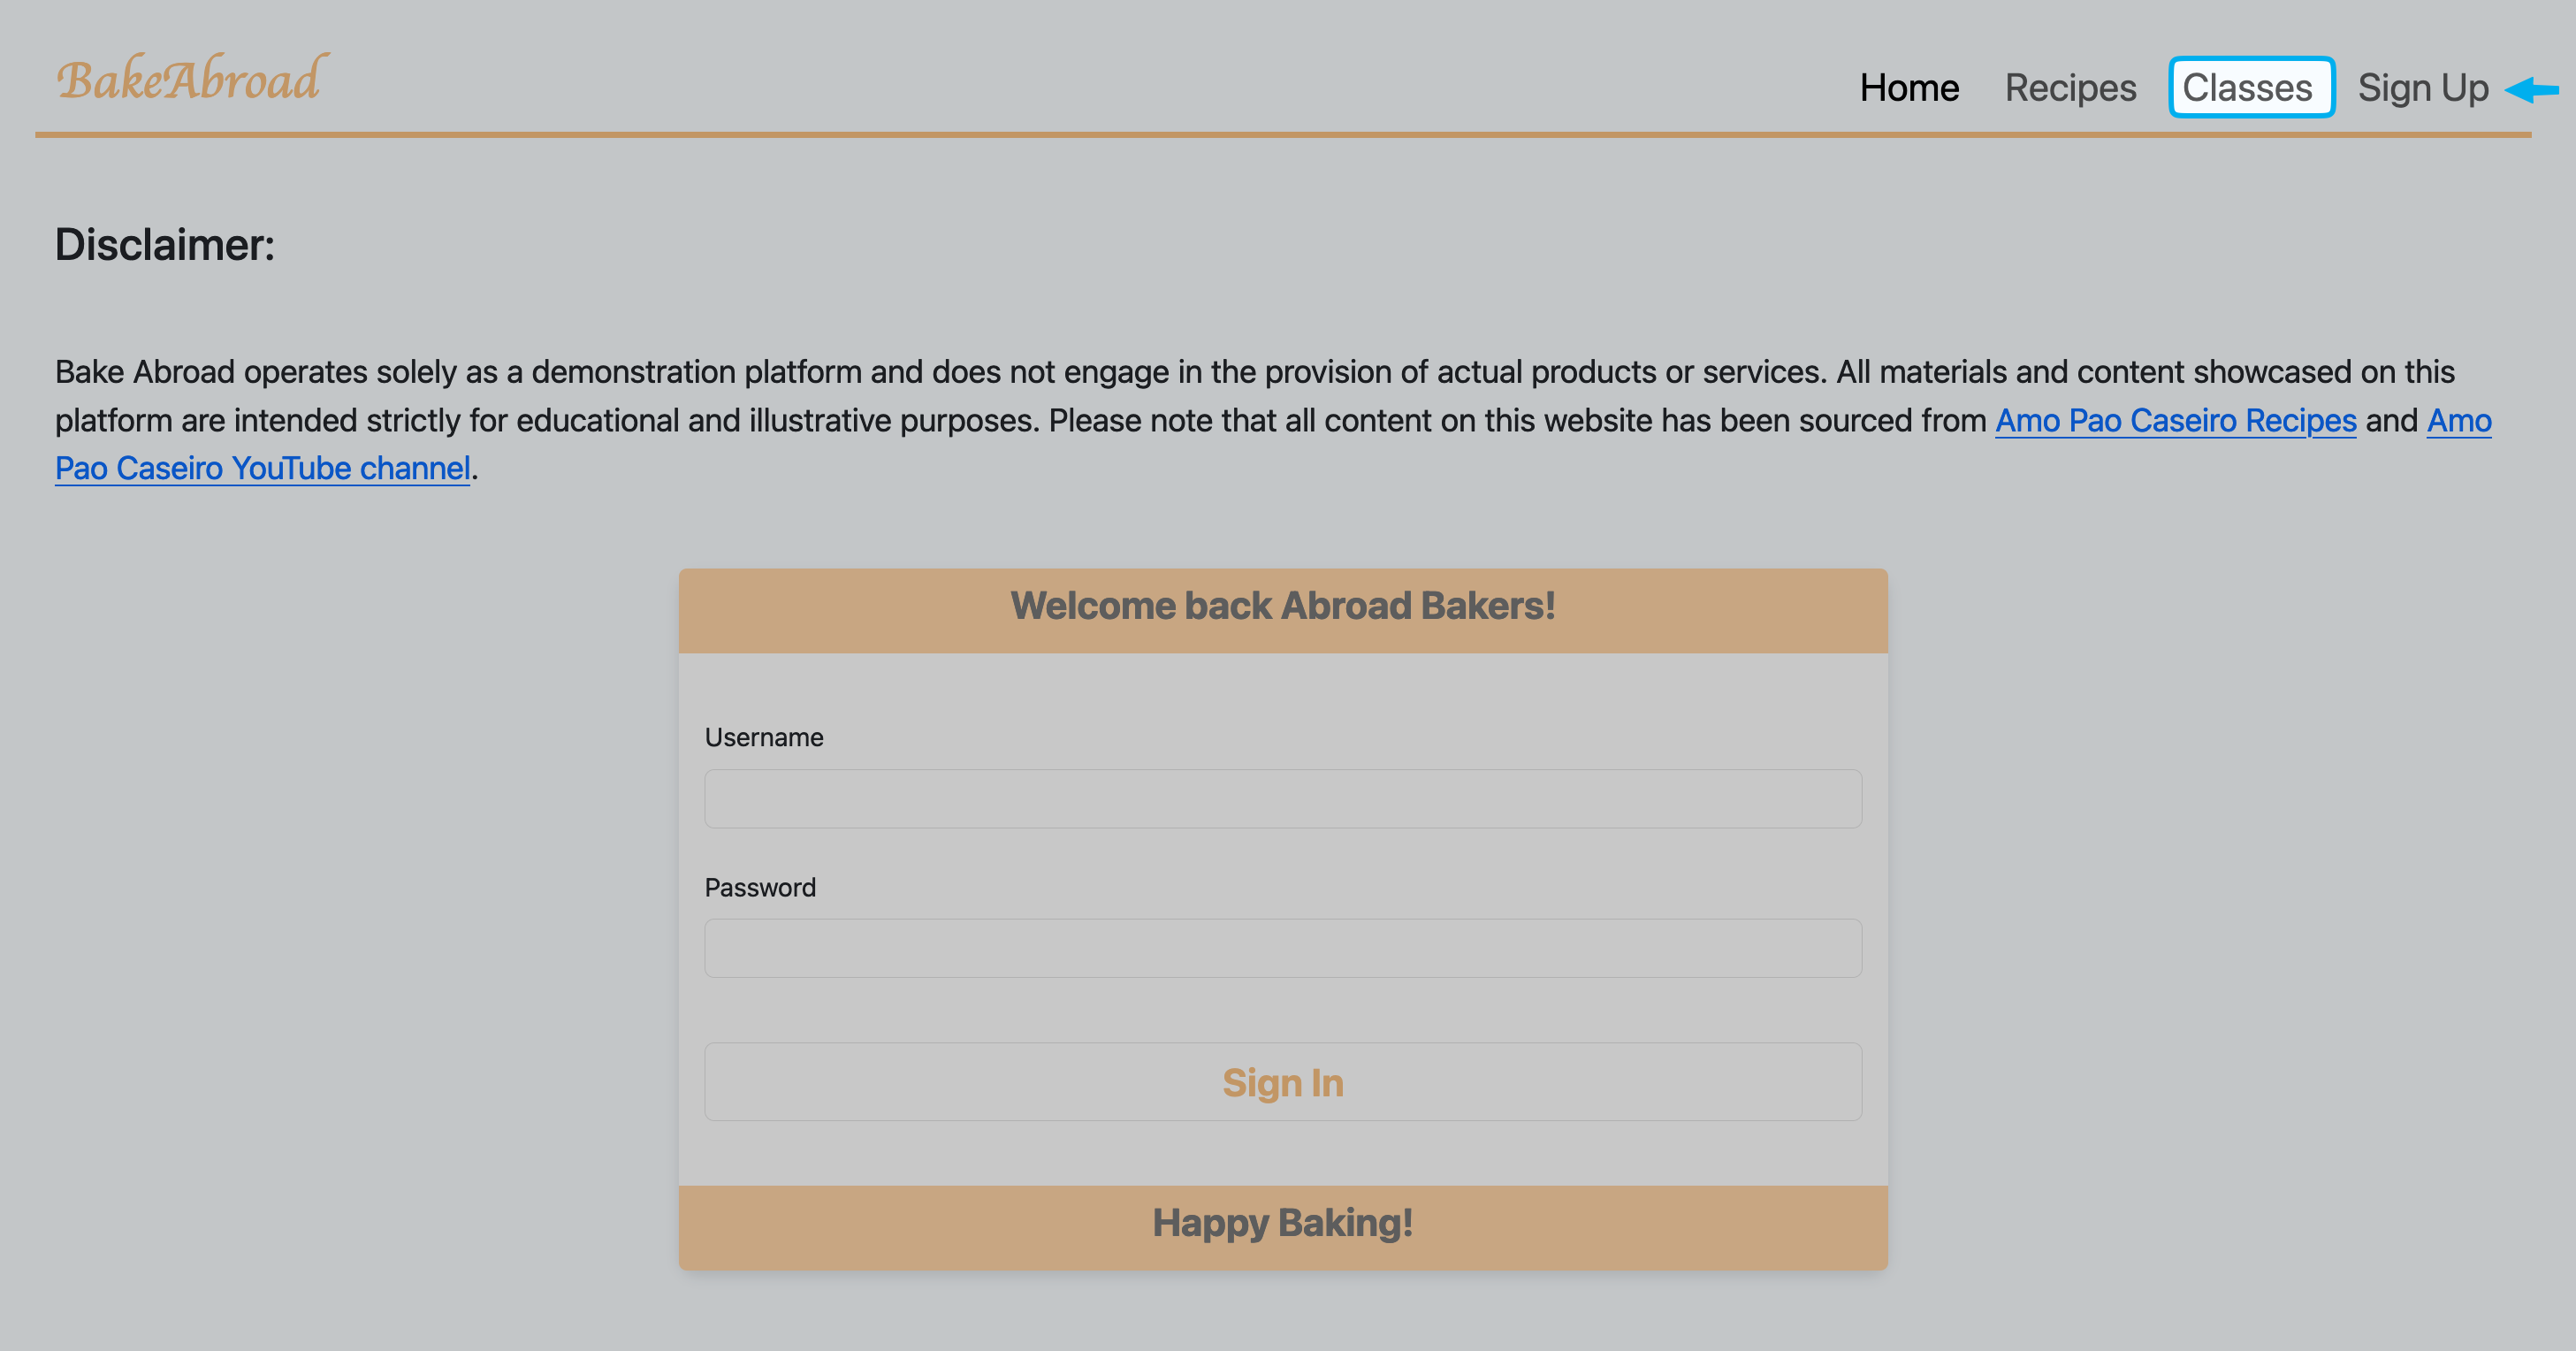 BakeAbroad
Home Recipes Classes Sign Up
Disclaimer:
Bake Abroad operates solely as a demonstration platform and does not engage in the provision of actual products or services. All materials and content showcased on this
platform are intended strictly for educational and illustrative purposes. Please note that all content on this website has been sourced from Amo Pao Caseiro Recipes and Amo
Pao Caseiro YouTube channel.
Welcome back Abroad Bakers!
Username
Password
Sign In
Happy Baking!